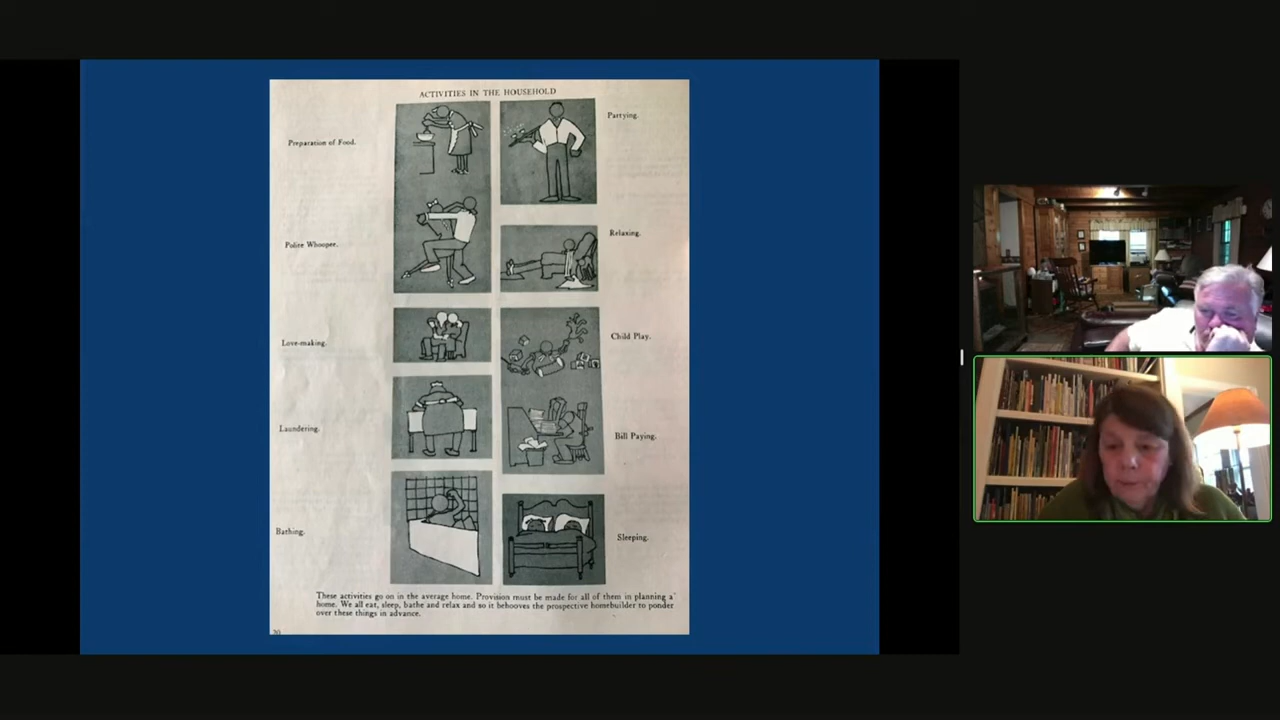 ACTIVITIES IN THE HOUSEHOLD
Preparation of Food.
Partying.
Polite Whooper.
Relaxing.
Love-making.
Child Play.
Laundering.
Bill Paying.
Bathing.
Sleeping.
These activities go on in the average home. Provision must be made for all of them in planning a
home. We all eat, sleep, bathe and relax and so it behooves the prospective homebuilder to ponder
over these things in advance.